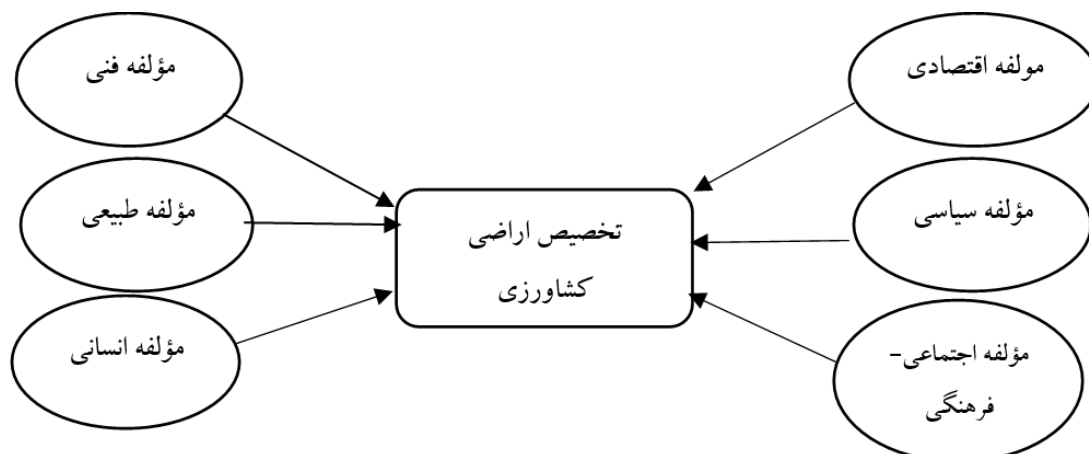 مولفه اقتصادی
مؤلفه فنی
مؤلفه سیاسی
مؤلفه طبیعی
تخصیص اراضی
کشاورزی
مؤلفه اجتماعی-
فرهنگی
مؤلفه انسانی